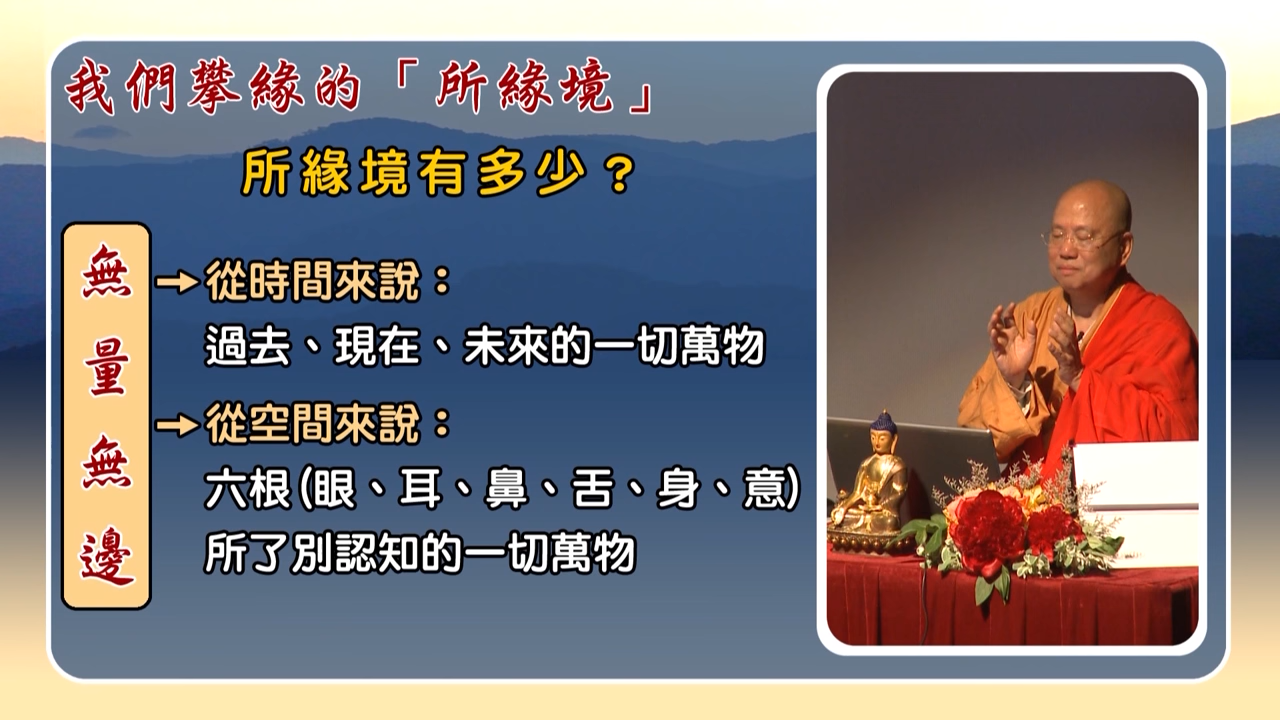 我們攀緣的「所緣境」
所緣境有多少？
無量無邊
→從時間來說：
過去、現在、未來的一切萬物
→從空間來說：
六根(眼、耳、鼻、舌、身、意)
所了別認知的一切萬物